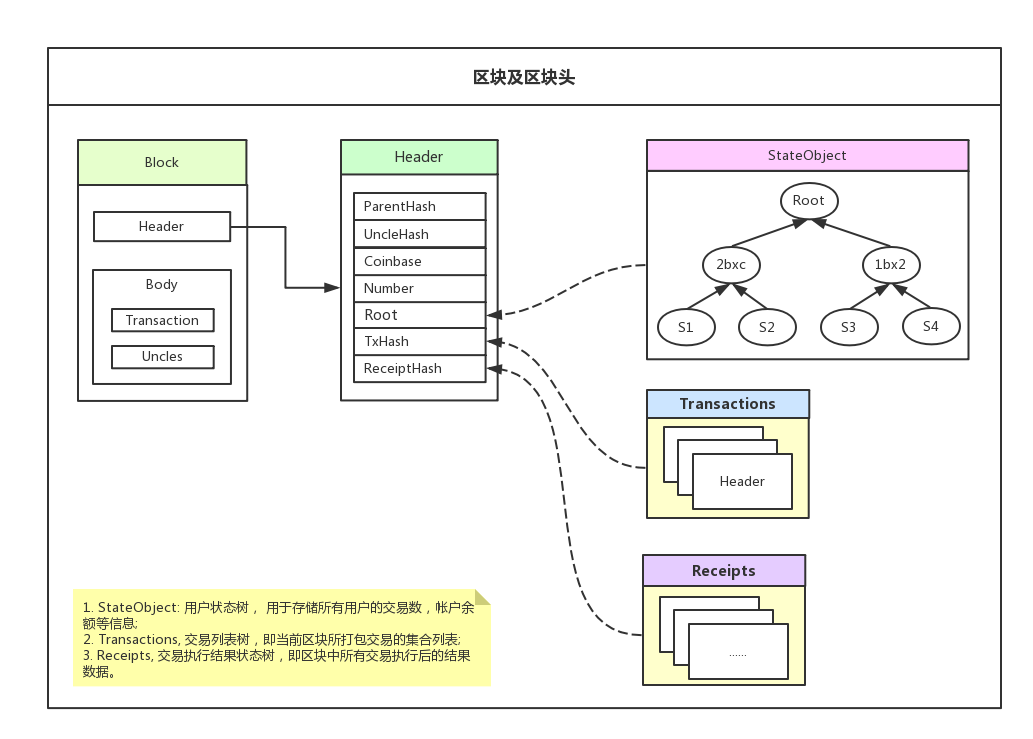 区块及区块头
Block
Header
Body
Transaction
Uncles
Header
ParentHash
UncleHash
Coinbase
Number
Root
TxHash
ReceiptHash
StateObject
Root
2bxc
1bx2
S1
S2
S3
S4
Transactions
Header
Receipts
......
1. StateObject: 用户状态树， 用于存储所有用户的交易数，帐户余
额等信息;
2. Transactions, 交易列表树，即当前区块所打包交易的集合列表;
3. Receipts, 交易执行结果状态树，即区块中所有交易执行后的结果
数据。